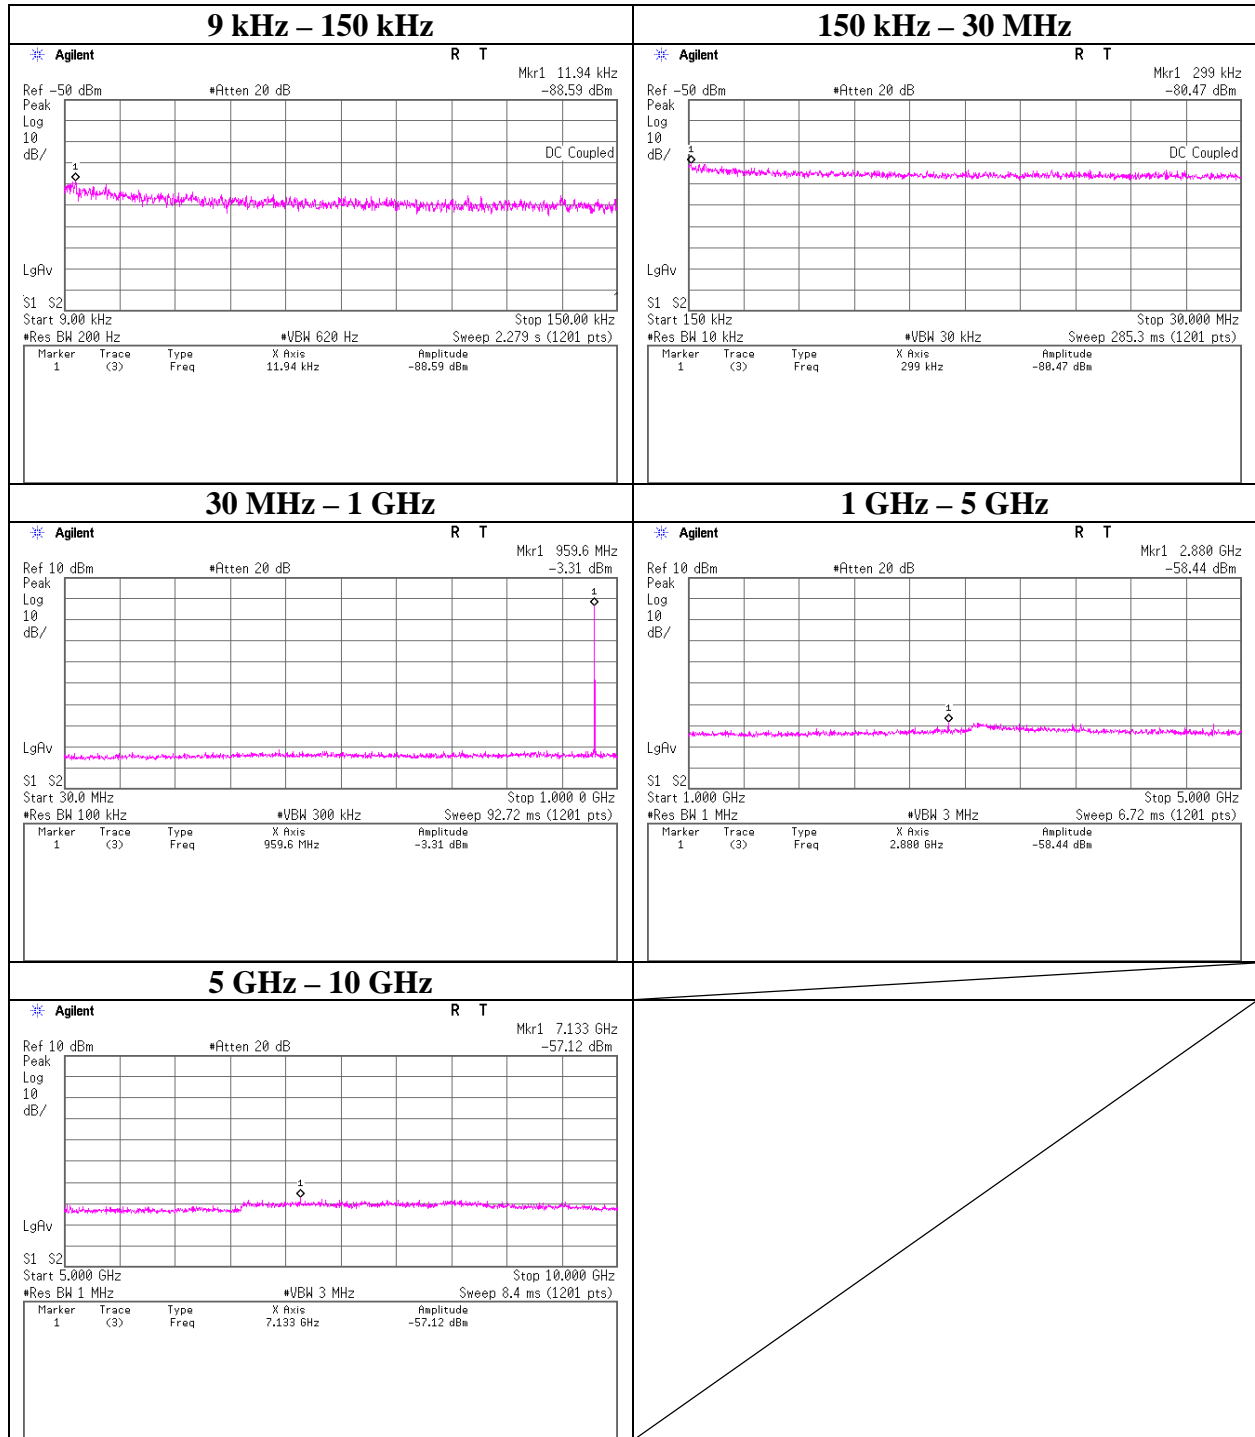 9 kHz – 150 kHz
Agilent R T
Mkr1 11.94 kHz
Ref -50 dBm #Atten 20 dB -88.59 dBm
Peak
Log
10
dB/
1
DC Coupled
LgAv
S1 S2
Start 9.00 kHz Stop 150.00 kHz
#Res BW 200 Hz #VBW 620 Hz Sweep 2.279 s (1201 pts)
Marker Trace Type X Axis Amplitude
1 (3) Freq 11.94 kHz -88.59 dBm
150 kHz – 30 MHz
Agilent R T
Mkr1 299 kHz
Ref -50 dBm #Atten 20 dB -80.47 dBm
Peak
Log
10
dB/
1
DC Coupled
LgAv
S1 S2
Start 150 kHz Stop 30.000 MHz
#Res BW 10 kHz #VBW 30 kHz Sweep 285.3 ms (1201 pts)
Marker Trace Type X Axis Amplitude
1 (3) Freq 299 kHz -80.47 dBm
30 MHz – 1 GHz
Agilent R T
Mkr1 959.6 MHz
Ref 10 dBm #Atten 20 dB -3.31 dBm
Peak
Log
10
dB/
1
LgAv
S1 S2
Start 30.0 MHz Stop 1.000 0 GHz
#Res BW 100 kHz #VBW 300 kHz Sweep 92.72 ms (1201 pts)
Marker Trace Type X Axis Amplitude
1 (3) Freq 959.6 MHz -3.31 dBm
1 GHz – 5 GHz
Agilent R T
Mkr1 2.880 GHz
Ref 10 dBm #Atten 20 dB -58.44 dBm
Peak
Log
10
dB/
1
LgAv
S1 S2
Start 1.000 GHz Stop 5.000 GHz
#Res BW 1 MHz #VBW 3 MHz Sweep 6.72 ms (1201 pts)
Marker Trace Type X Axis Amplitude
1 (3) Freq 2.880 GHz -58.44 dBm
5 GHz – 10 GHz
Agilent R T
Mkr1 7.133 GHz
Ref 10 dBm #Atten 20 dB -57.12 dBm
Peak
Log
10
dB/
1
LgAv
S1 S2
Start 5.000 GHz Stop 10.000 GHz
#Res BW 1 MHz #VBW 3 MHz Sweep 8.4 ms (1201 pts)
Marker Trace Type X Axis Amplitude
1 (3) Freq 7.133 GHz -57.12 dBm